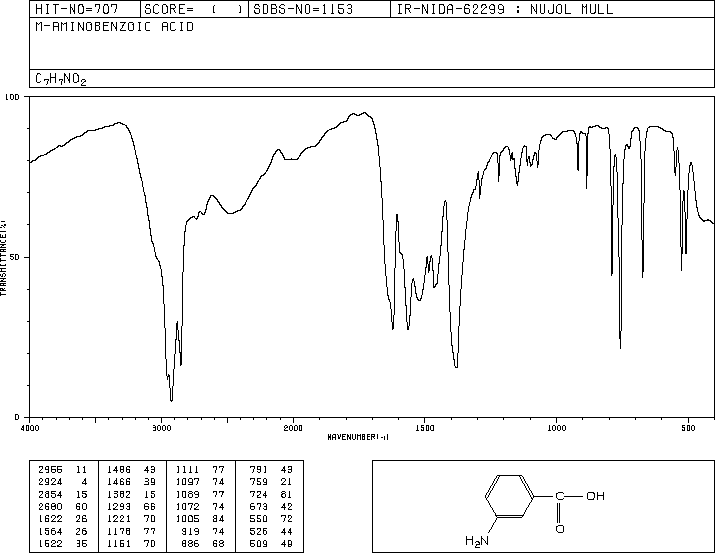 HIT-NO=707 SCORE= ( ) SDBS-NO=1153 IR-NIDA-62299 : NUJOL MULL
M-AMINOBENZOIC ACID
C7H7NO2
100
TRANSMITTANCE(%)
50
0
4000 3000 2000 1500 1000 500
WAVENUMBER(-1)
2955 11 1486 49 1111 77 791 43
2924 4 1466 39 1097 74 759 21
2854 15 1382 15 1089 77 724 81
2680 60 1293 66 1072 74 673 42
1622 26 1221 70 1005 84 550 72
1564 26 1178 77 919 74 526 44
1522 35 1151 70 886 68 509 49
C OH
O
H2N